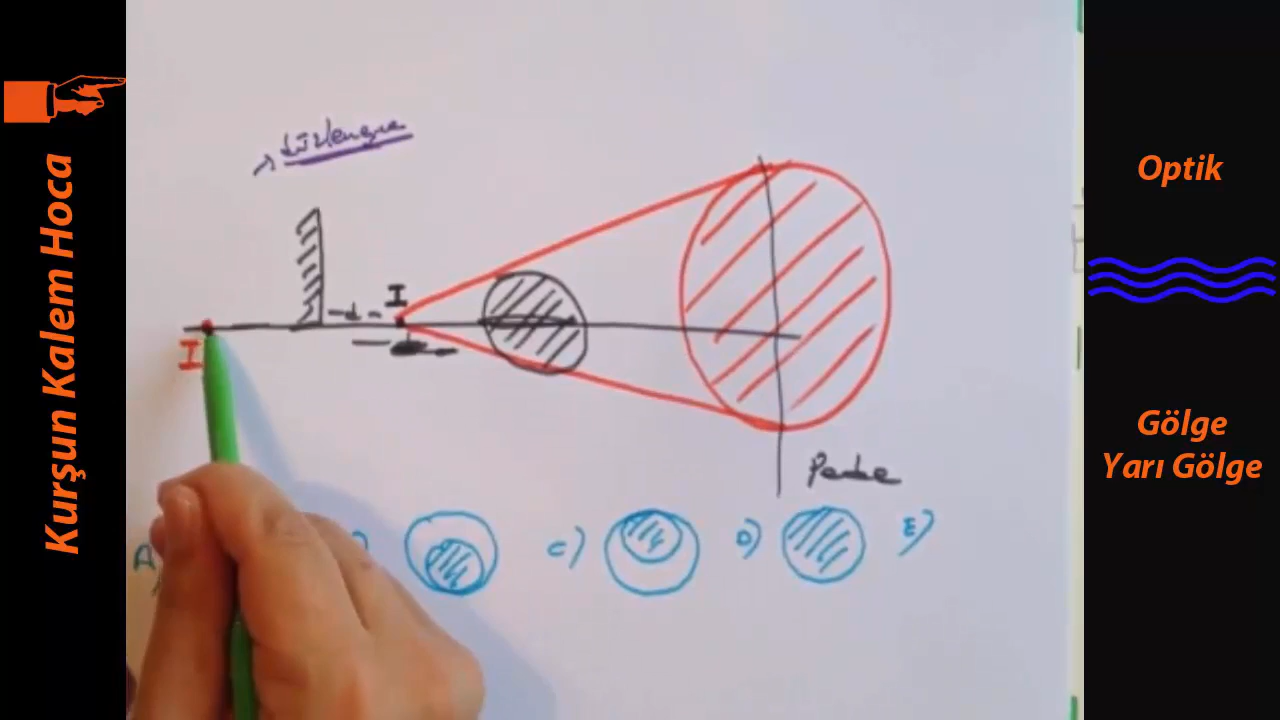 Kurşun Kalem Hoca
Optik
Gölge
Yarı Gölge
I
- d -
I
Perde
A)
C)
D)
E)